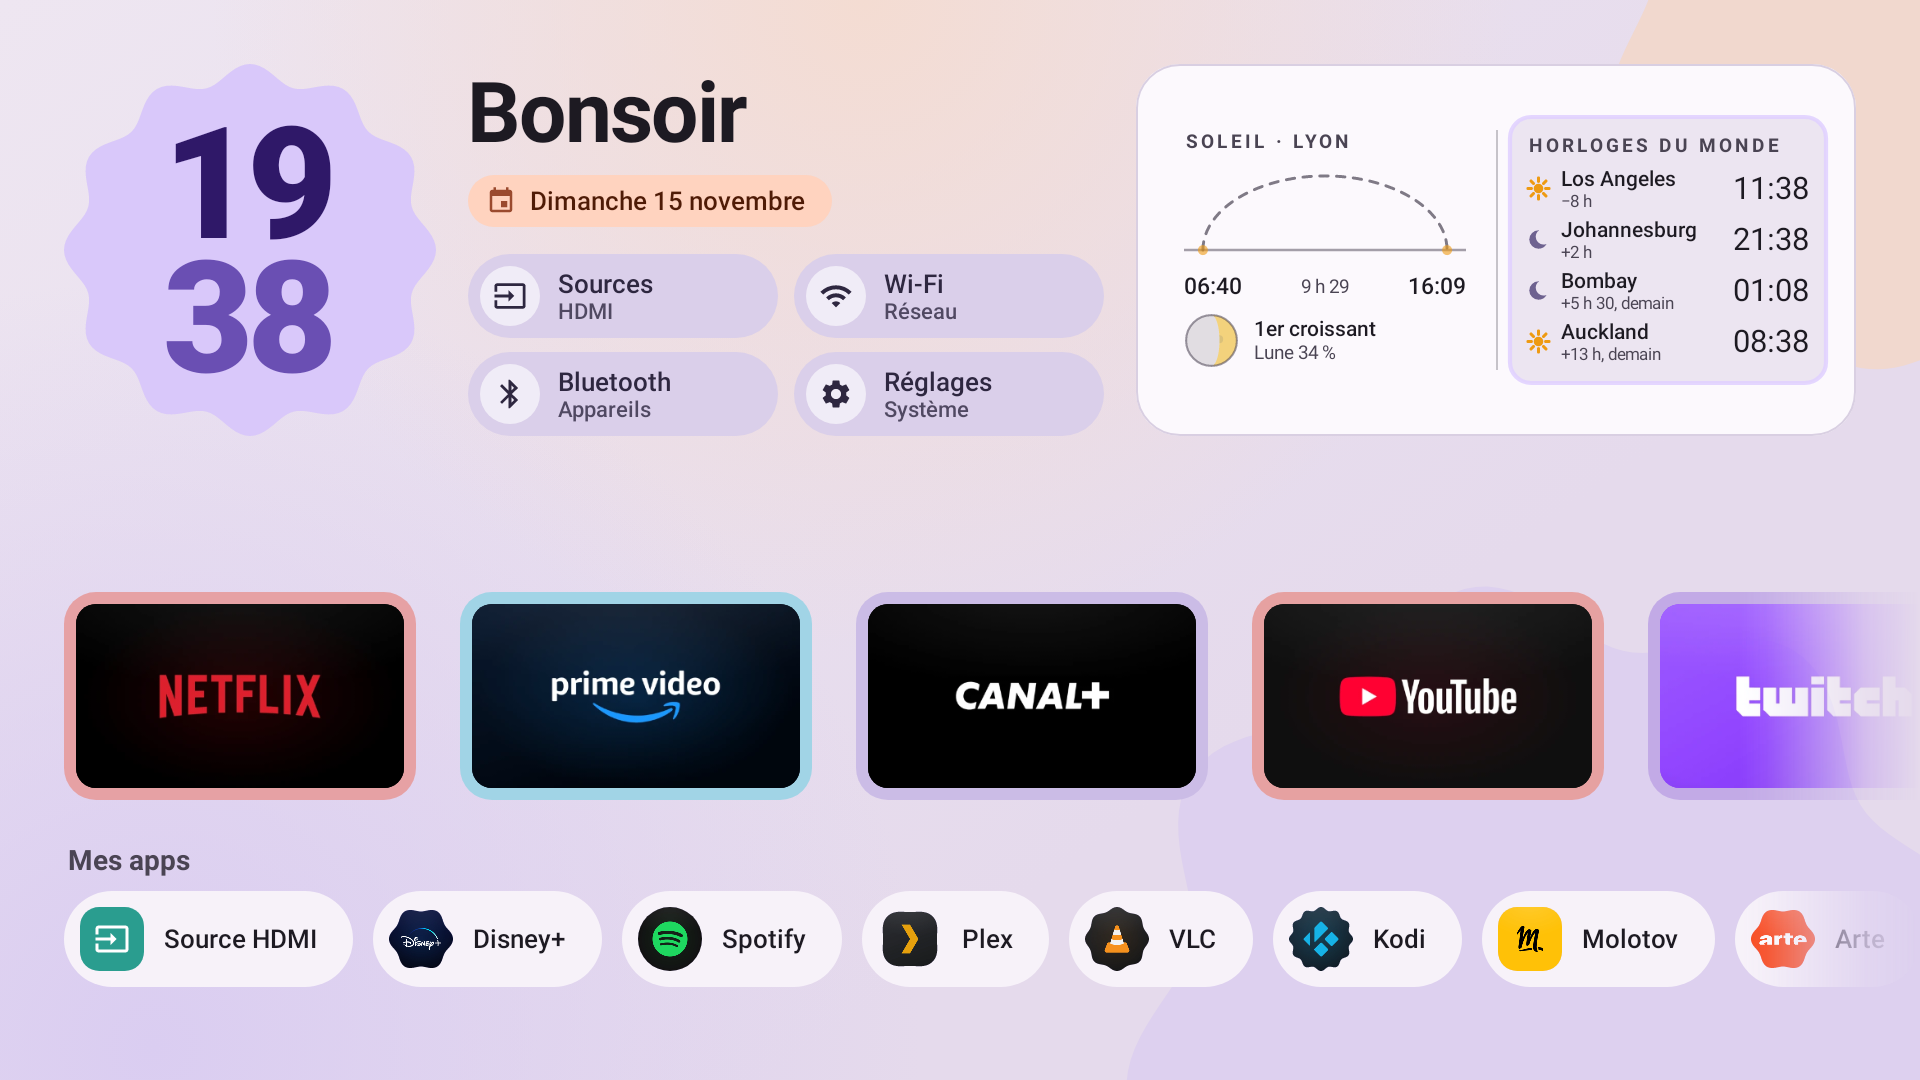 19
38
Bonsoir
Dimanche 15 novembre
Sources
HDMI
Wi-Fi
Réseau
Bluetooth
Appareils
Réglages
Système
SOLEIL · LYON
06:40
9 h 29
16:09
1er croissant
Lune 34 %
HORLOGES DU MONDE
Los Angeles
−8 h
11:38
Johannesburg
+2 h
21:38
Bombay
+5 h 30, demain
01:08
Auckland
+13 h, demain
08:38
NETFLIX
prime video
CANAL+
YouTube
twitch
Mes apps
Source HDMI
Disney+
Disney+
Spotify
Plex
VLC
Kodi
M.
Molotov
arte
Arte